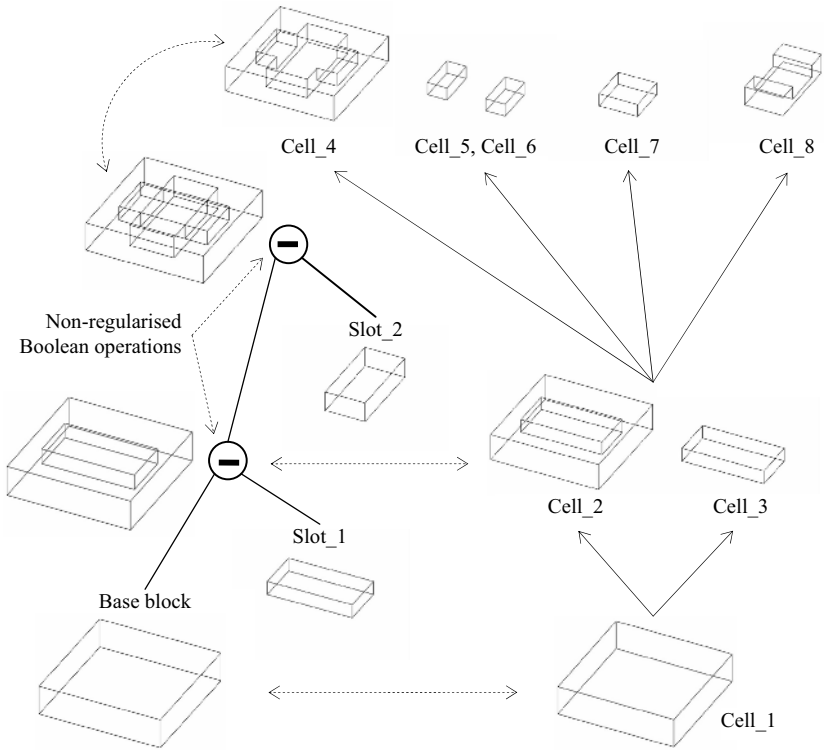 Cell_4
Cell_5, Cell_6
Cell_7
Cell_8
Non-regularised
Boolean operations
Slot_2
Cell_2
Cell_3
Slot_1
Base block
Cell_1